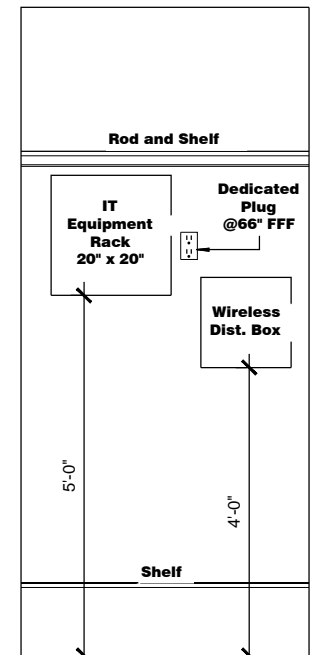 Rod and Shelf
IT
Equipment
Rack
20" x 20"
Dedicated
Plug
@66" FFF
Wireless
Dist. Box
5'-0"
4'-0"
Shelf